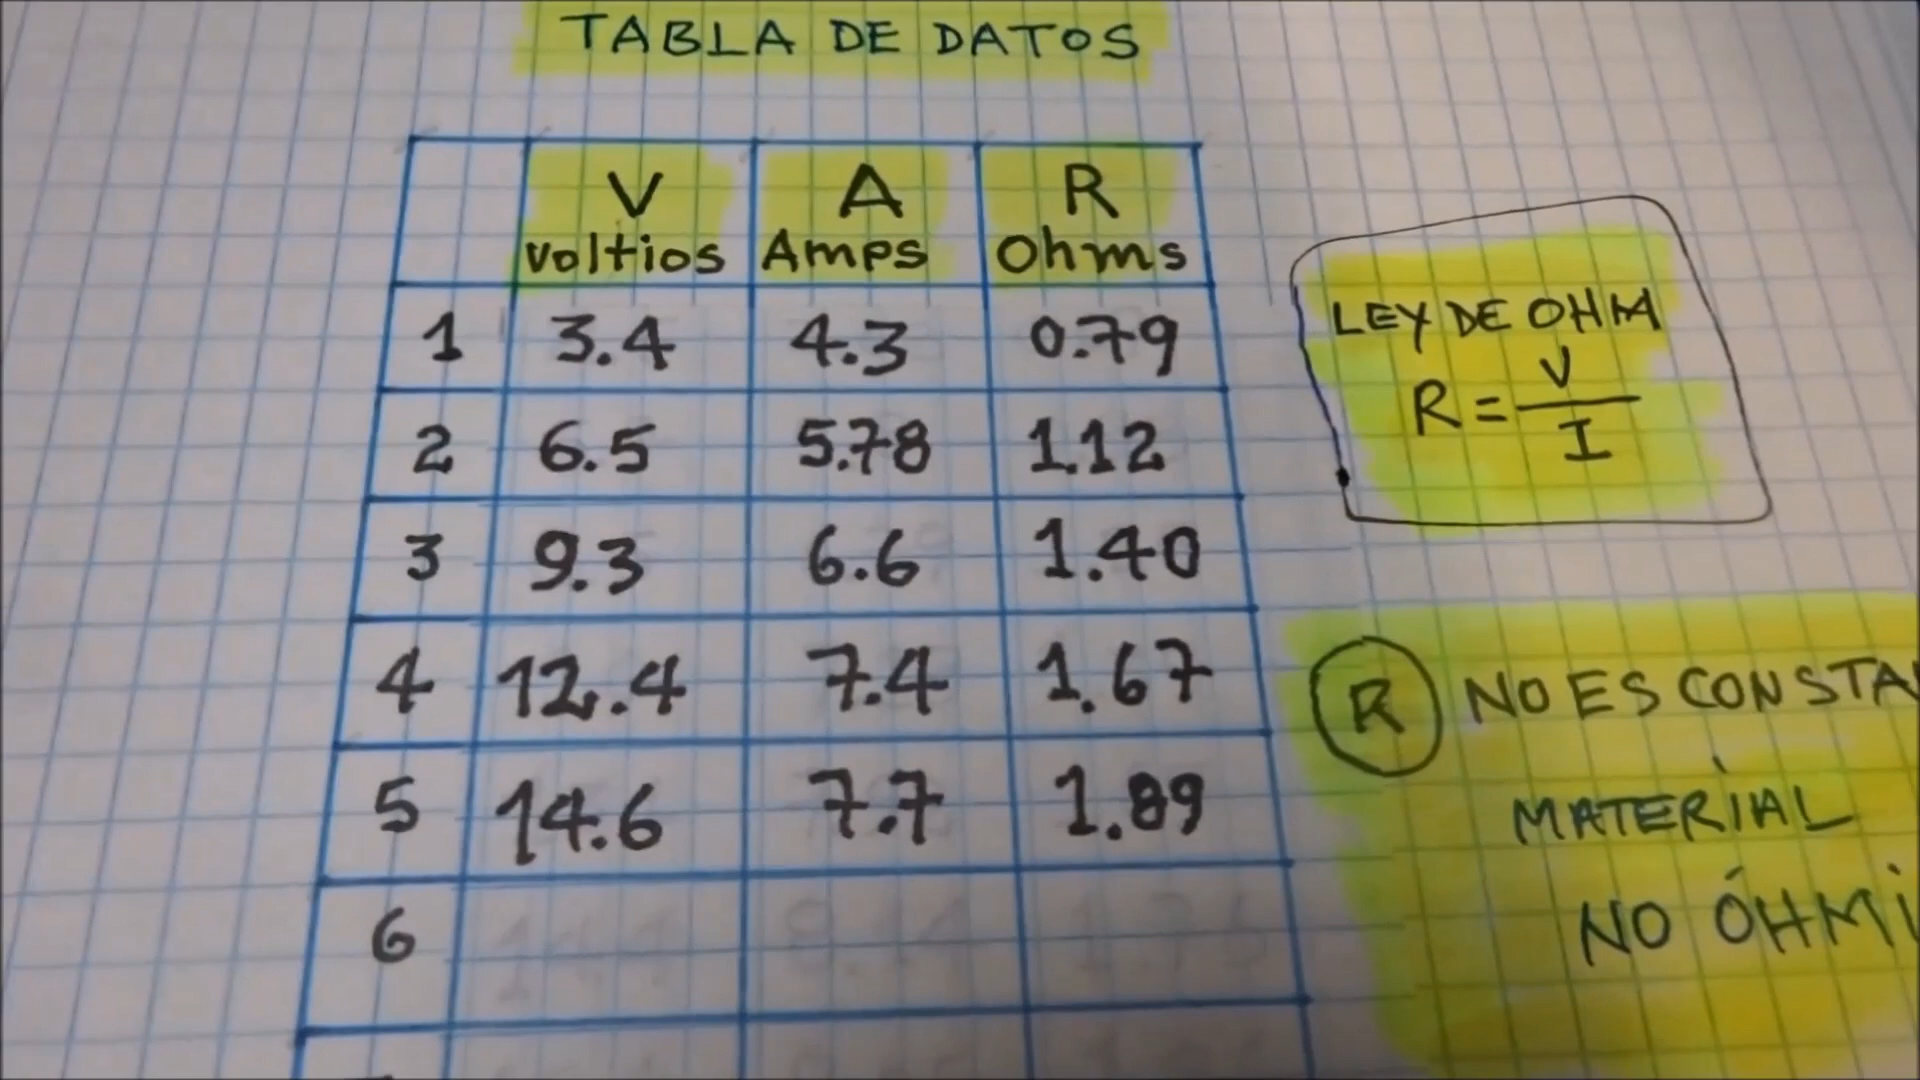 TABLA DE DATOS
V A R
Voltios Amps Ohms
1 3.4 4.3 0.79
2 6.5 5.78 1.12
3 9.3 6.6 1.40
4 12.4 7.4 1.67
5 14.6 7.7 1.89
6
LEY DE OHM
R = V
I
R NO ES CONSTA
MATERIAL
NO ÓHMI